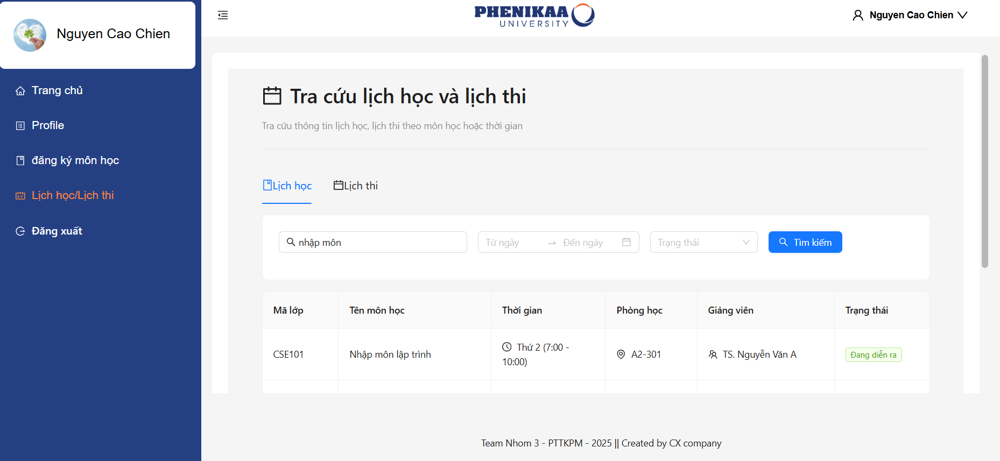 Nguyen Cao Chien
Trang chủ
Profile
đăng ký môn học
Lịch học/Lịch thi
Đăng xuất
PHENIKAA
UNIVERSITY
Nguyen Cao Chien
Tra cứu lịch học và lịch thi
Tra cứu thông tin lịch học, lịch thi theo môn học hoặc thời gian
Lịch học Lịch thi
nhập môn Từ ngày Đến ngày Trạng thái Tìm kiếm
Mã lớp Tên môn học Thời gian Phòng học Giảng viên Trạng thái
CSE101 Nhập môn lập trình Thứ 2 (7:00 - A2-301 TS. Nguyễn Văn A Đang diễn ra
10:00)
Team Nhom 3 - PTTKPM - 2025 || Created by CX company